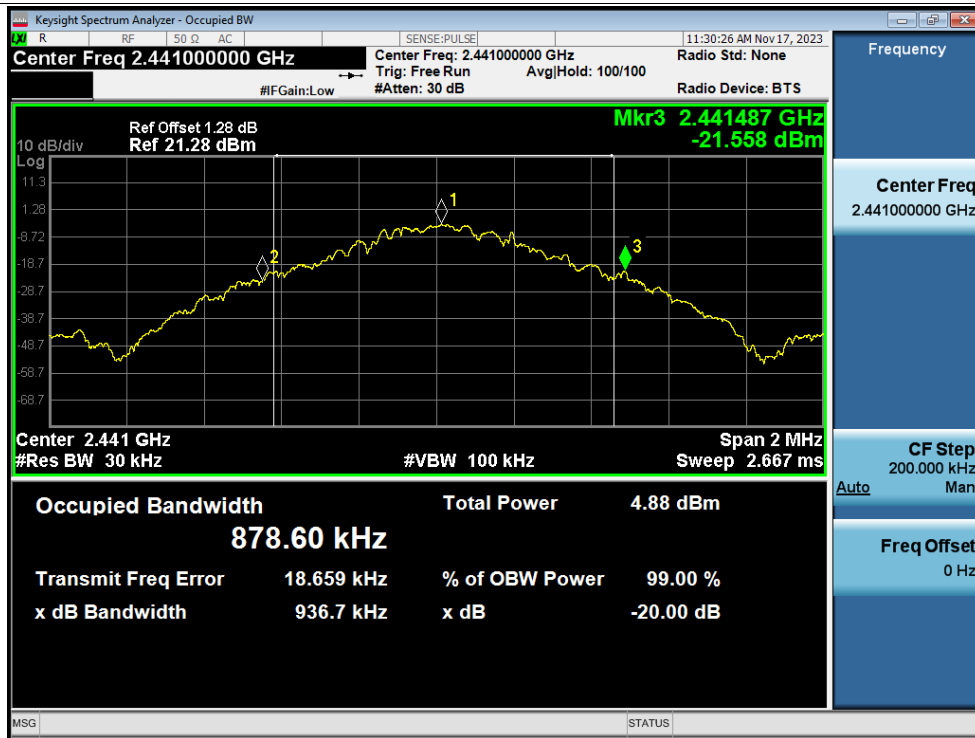 Keysight Spectrum Analyzer - Occupied BW
LXI R RF 50 Ω AC SENSE:PULSE 11:30:26 AM Nov 17, 2023
Center Freq 2.441000000 GHz
Center Freq: 2.441000000 GHz
Radio Std: None
Trig: Free Run
Avg|Hold: 100/100
#IFGain:Low
#Atten: 30 dB
Radio Device: BTS
Mkr3 2.441487 GHz
-21.558 dBm
Ref Offset 1.28 dB
10 dB/div
Ref 21.28 dBm
Log
11.3
1.28
-8.72
-18.7
-28.7
-38.7
-48.7
-58.7
-68.7
1
2
3
Center 2.441 GHz
Span 2 MHz
#Res BW 30 kHz
#VBW 100 kHz
Sweep 2.667 ms
Occupied Bandwidth
878.60 kHz
Total Power 4.88 dBm
Transmit Freq Error 18.659 kHz
% of OBW Power 99.00 %
x dB Bandwidth 936.7 kHz
x dB -20.00 dB
Frequency
Center Freq
2.441000000 GHz
CF Step
200.000 kHz
Auto Man
Freq Offset
0 Hz
MSG
STATUS